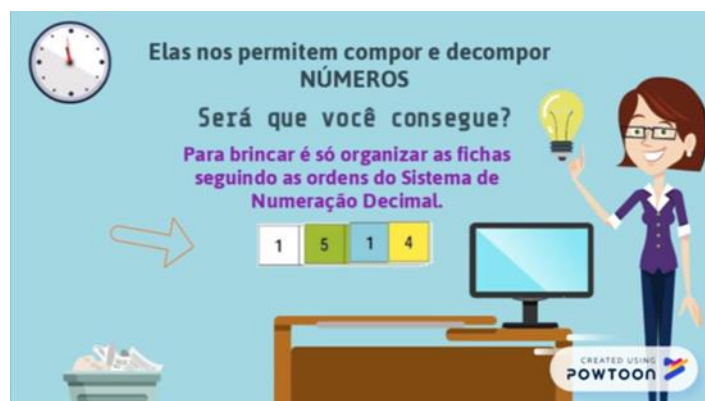 Elas nos permitem compor e decompor
NÚMEROS
Será que você consegue?
Para brincar é só organizar as fichas
seguindo as ordens do Sistema de
Numeração Decimal.
1 5 1 4
CREATED USING
POWTOON